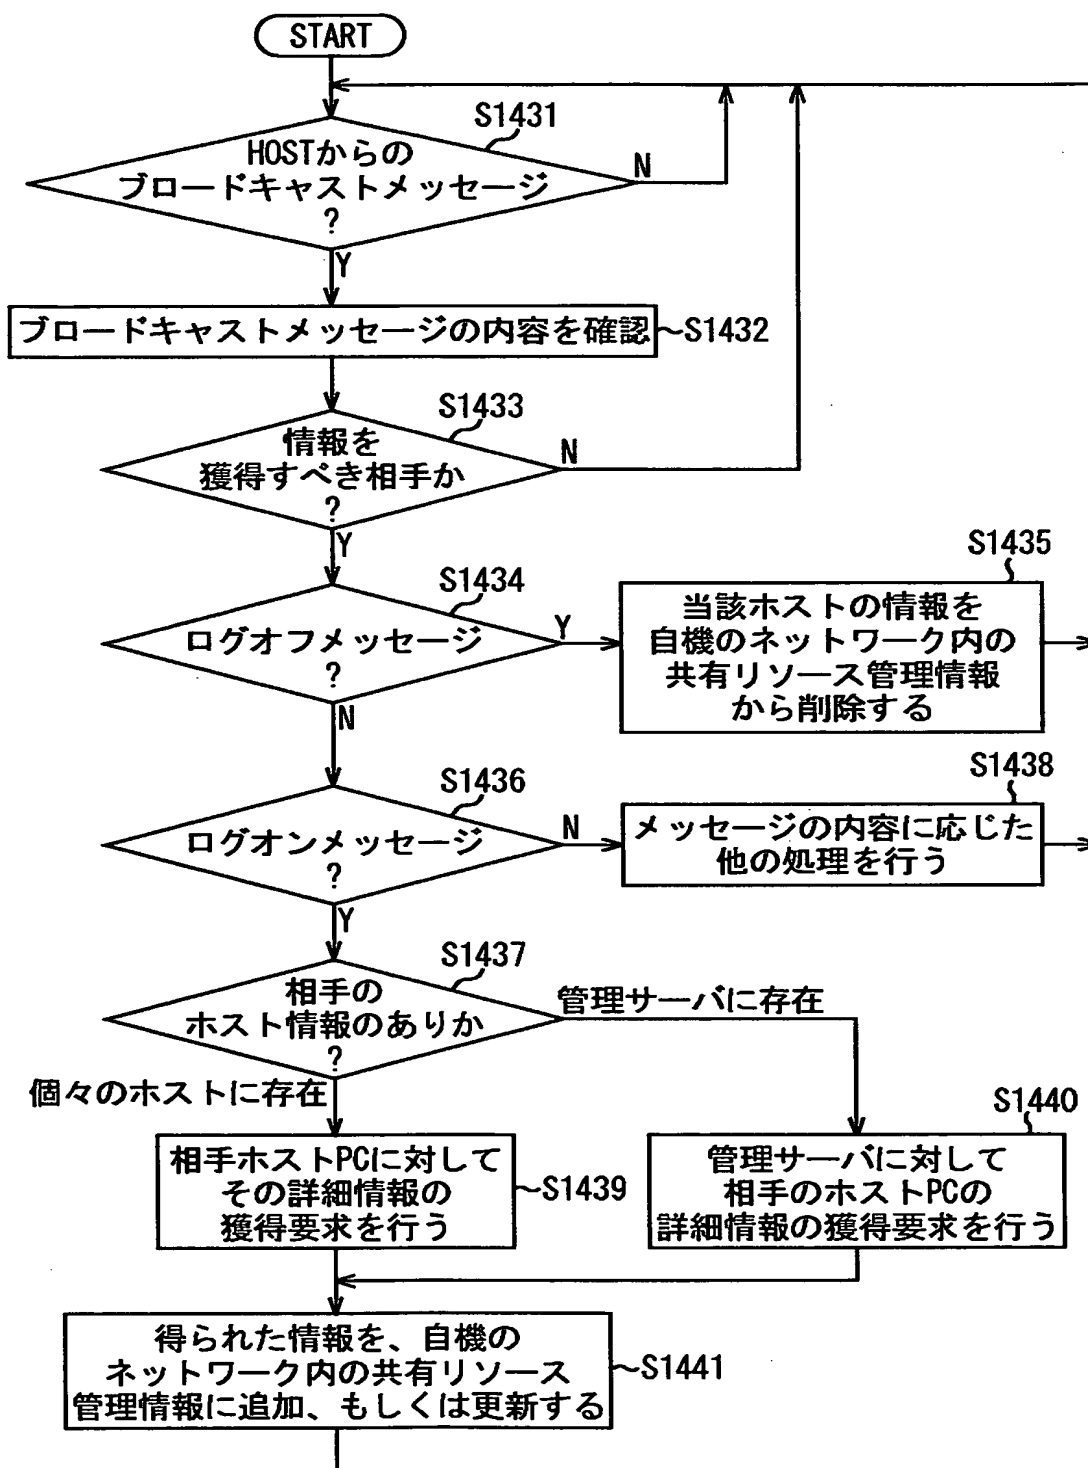 START
S1431
HOSTからの
ブロードキャストメッセージ
?
N
Y
ブロードキャストメッセージの内容を確認
S1432
S1433
情報を
獲得すべき相手か
?
N
Y
S1434
ログオフメッセージ
?
Y
N
S1435
当該ホストの情報を
自機のネットワーク内の
共有リソース管理情報
から削除する
S1436
ログオンメッセージ
?
N
Y
S1438
メッセージの内容に応じた
他の処理を行う
S1437
相手の
ホスト情報のありか
?
管理サーバに存在
個々のホストに存在
相手ホストPCに対して
その詳細情報の
獲得要求を行う
S1439
S1440
管理サーバに対して
相手のホストPCの
詳細情報の獲得要求を行う
得られた情報を、自機の
ネットワーク内の共有リソース
管理情報に追加、もしくは更新する
S1441